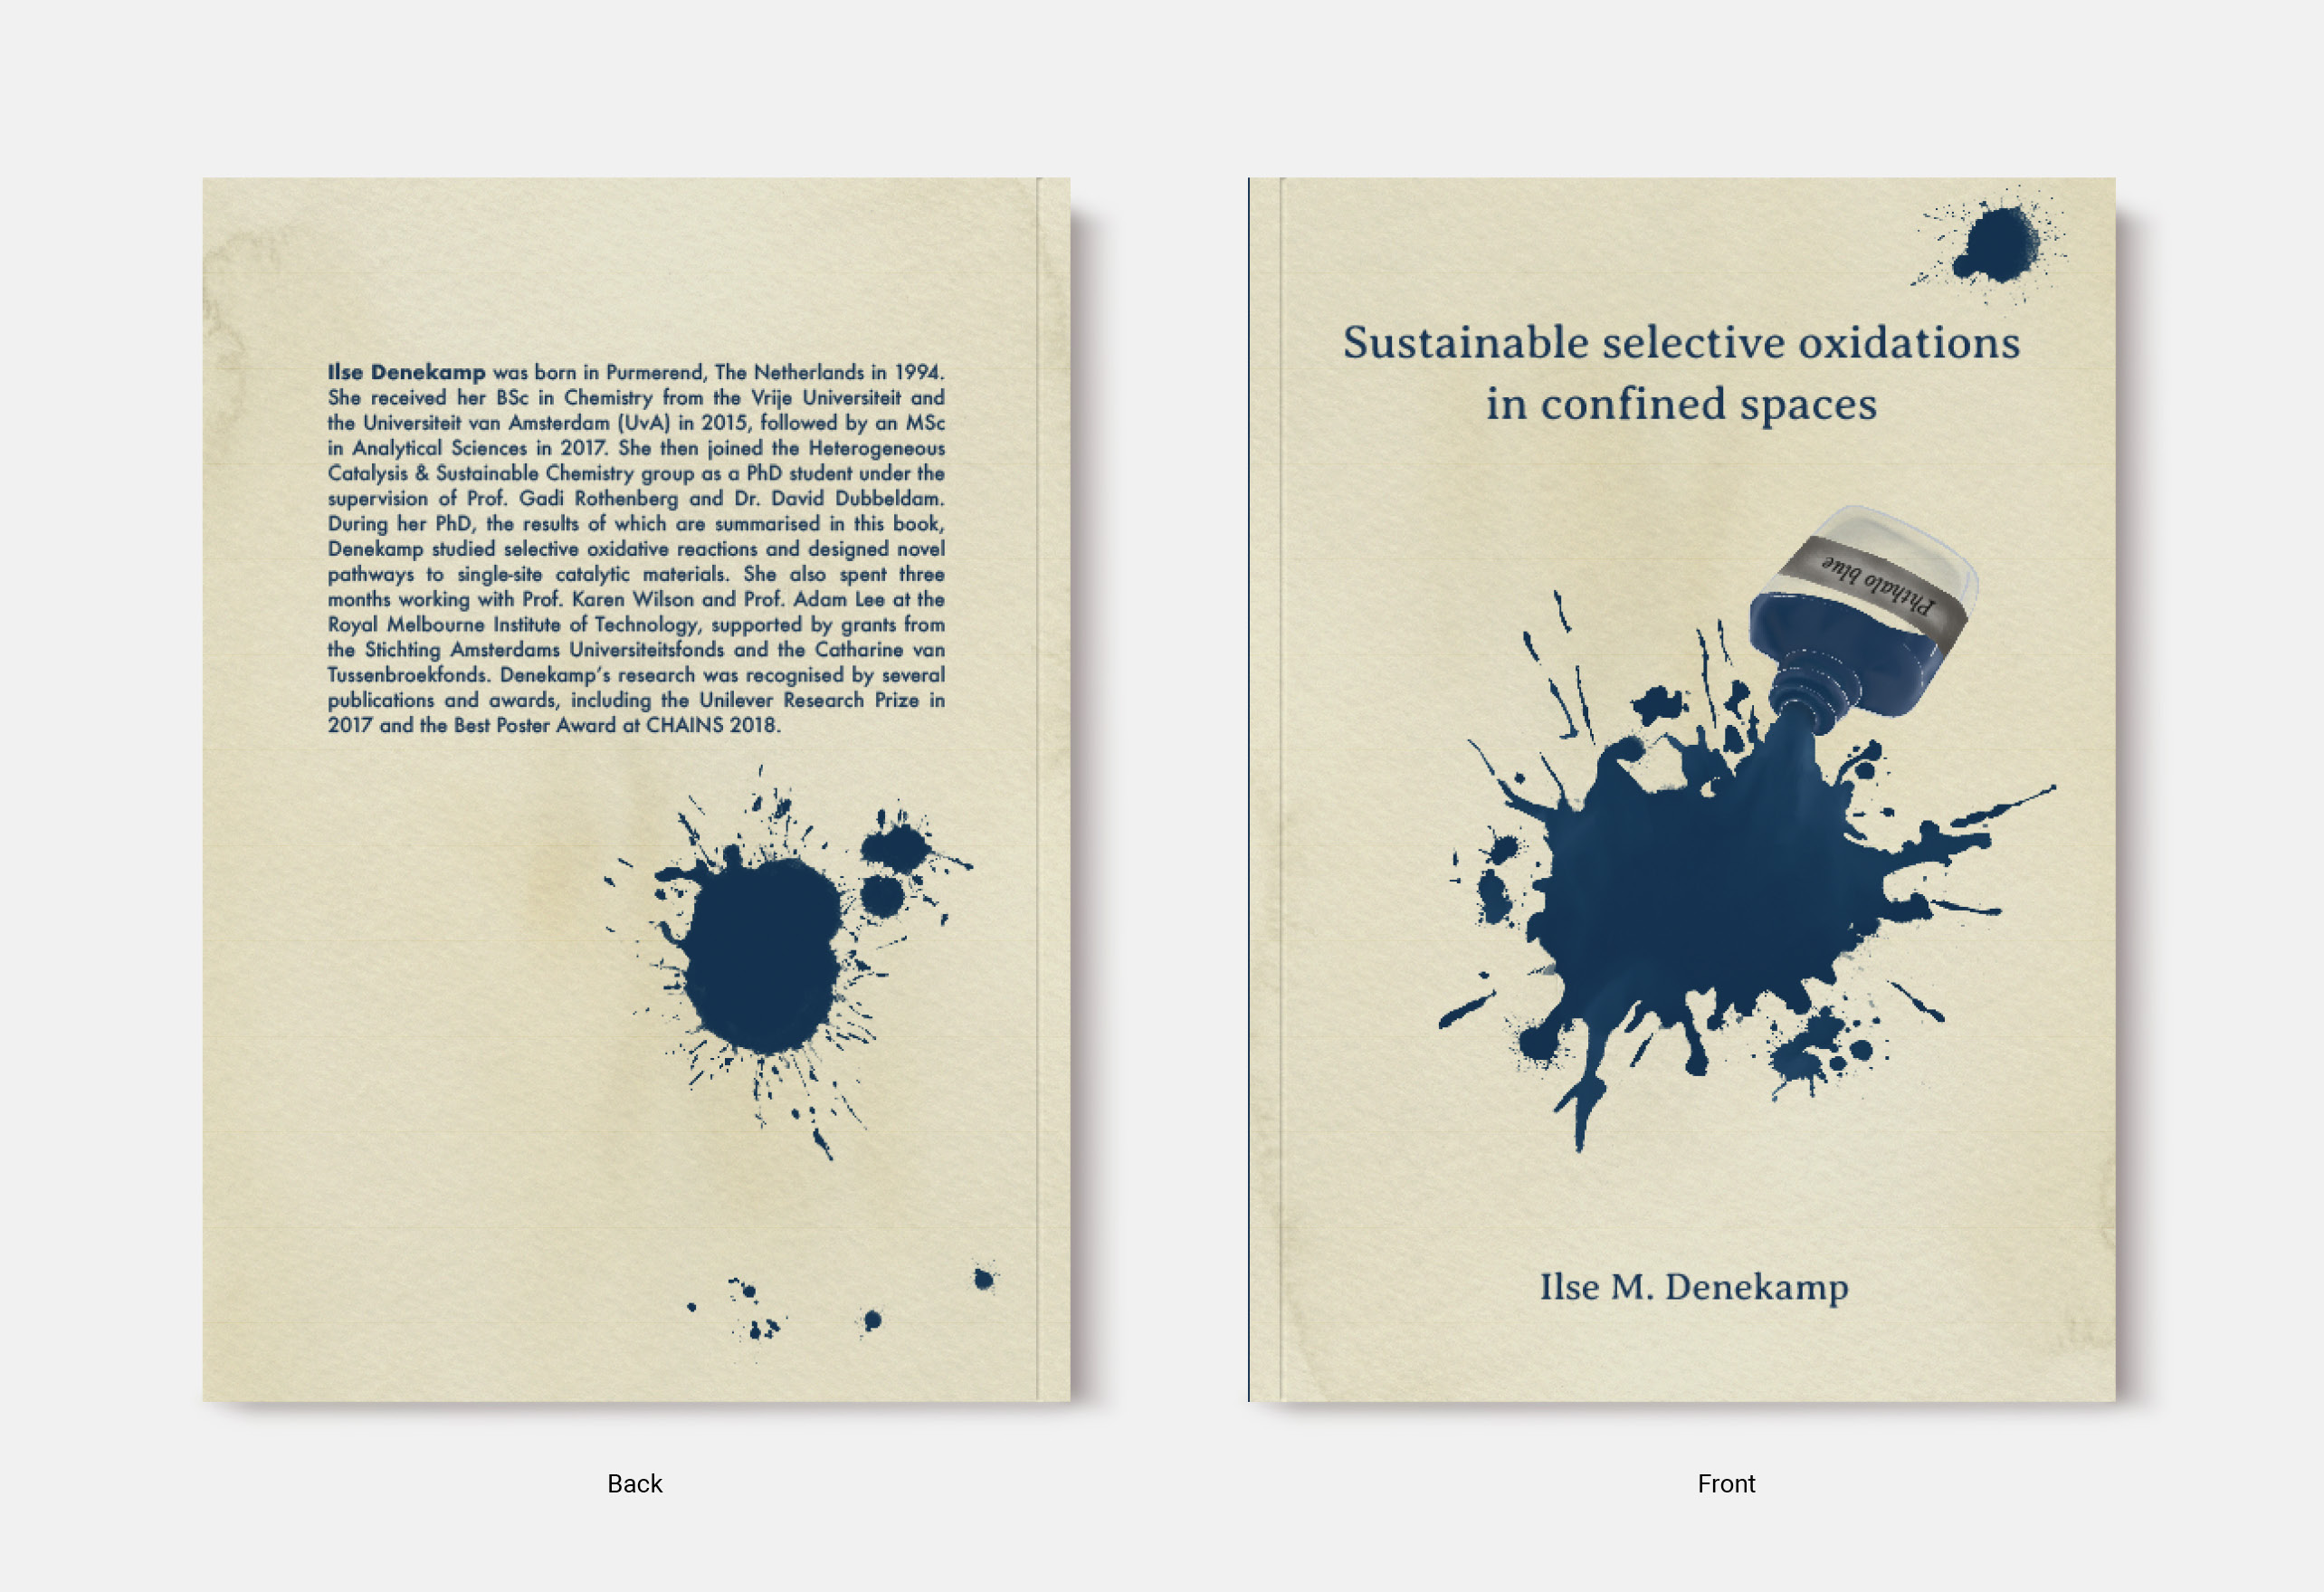 Ilse Denekamp was born in Purmerend, The Netherlands in 1994.
She received her BSc in Chemistry from the Vrije Universiteit and
the Universiteit van Amsterdam (UvA) in 2015, followed by an MSc
in Analytical Sciences in 2017. She then joined the Heterogeneous
Catalysis & Sustainable Chemistry group as a PhD student under the
supervision of Prof. Gadi Rothenberg and Dr. David Dubbeldam.
During her PhD, the results of which are summarised in this book,
Denekamp studied selective oxidative reactions and designed novel
pathways to single-site catalytic materials. She also spent three
months working with Prof. Karen Wilson and Prof. Adam Lee at the
Royal Melbourne Institute of Technology, supported by grants from
the Stichting Amsterdams Universiteitsfonds and the Catharine van
Tussenbroekfonds. Denekamp's research was recognised by several
publications and awards, including the Unilever Research Prize in
2017 and the Best Poster Award at CHAINS 2018.
Back
Sustainable selective oxidations
in confined spaces
Phthalo blue
Ilse M. Denekamp
Front